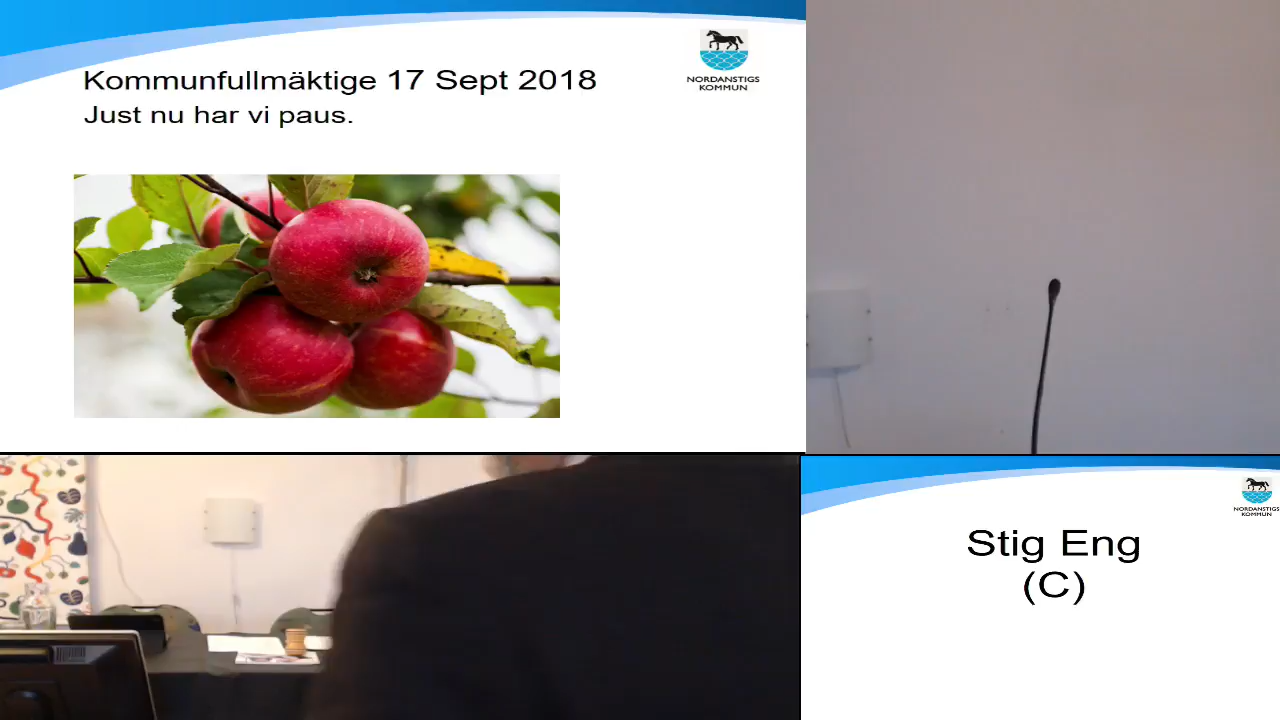 Kommunfullmäktige 17 Sept 2018
Just nu har vi paus.
NORDANSTIGS
KOMMUN
NORDANSTIGS
KOMMUN
Stig Eng
(C)